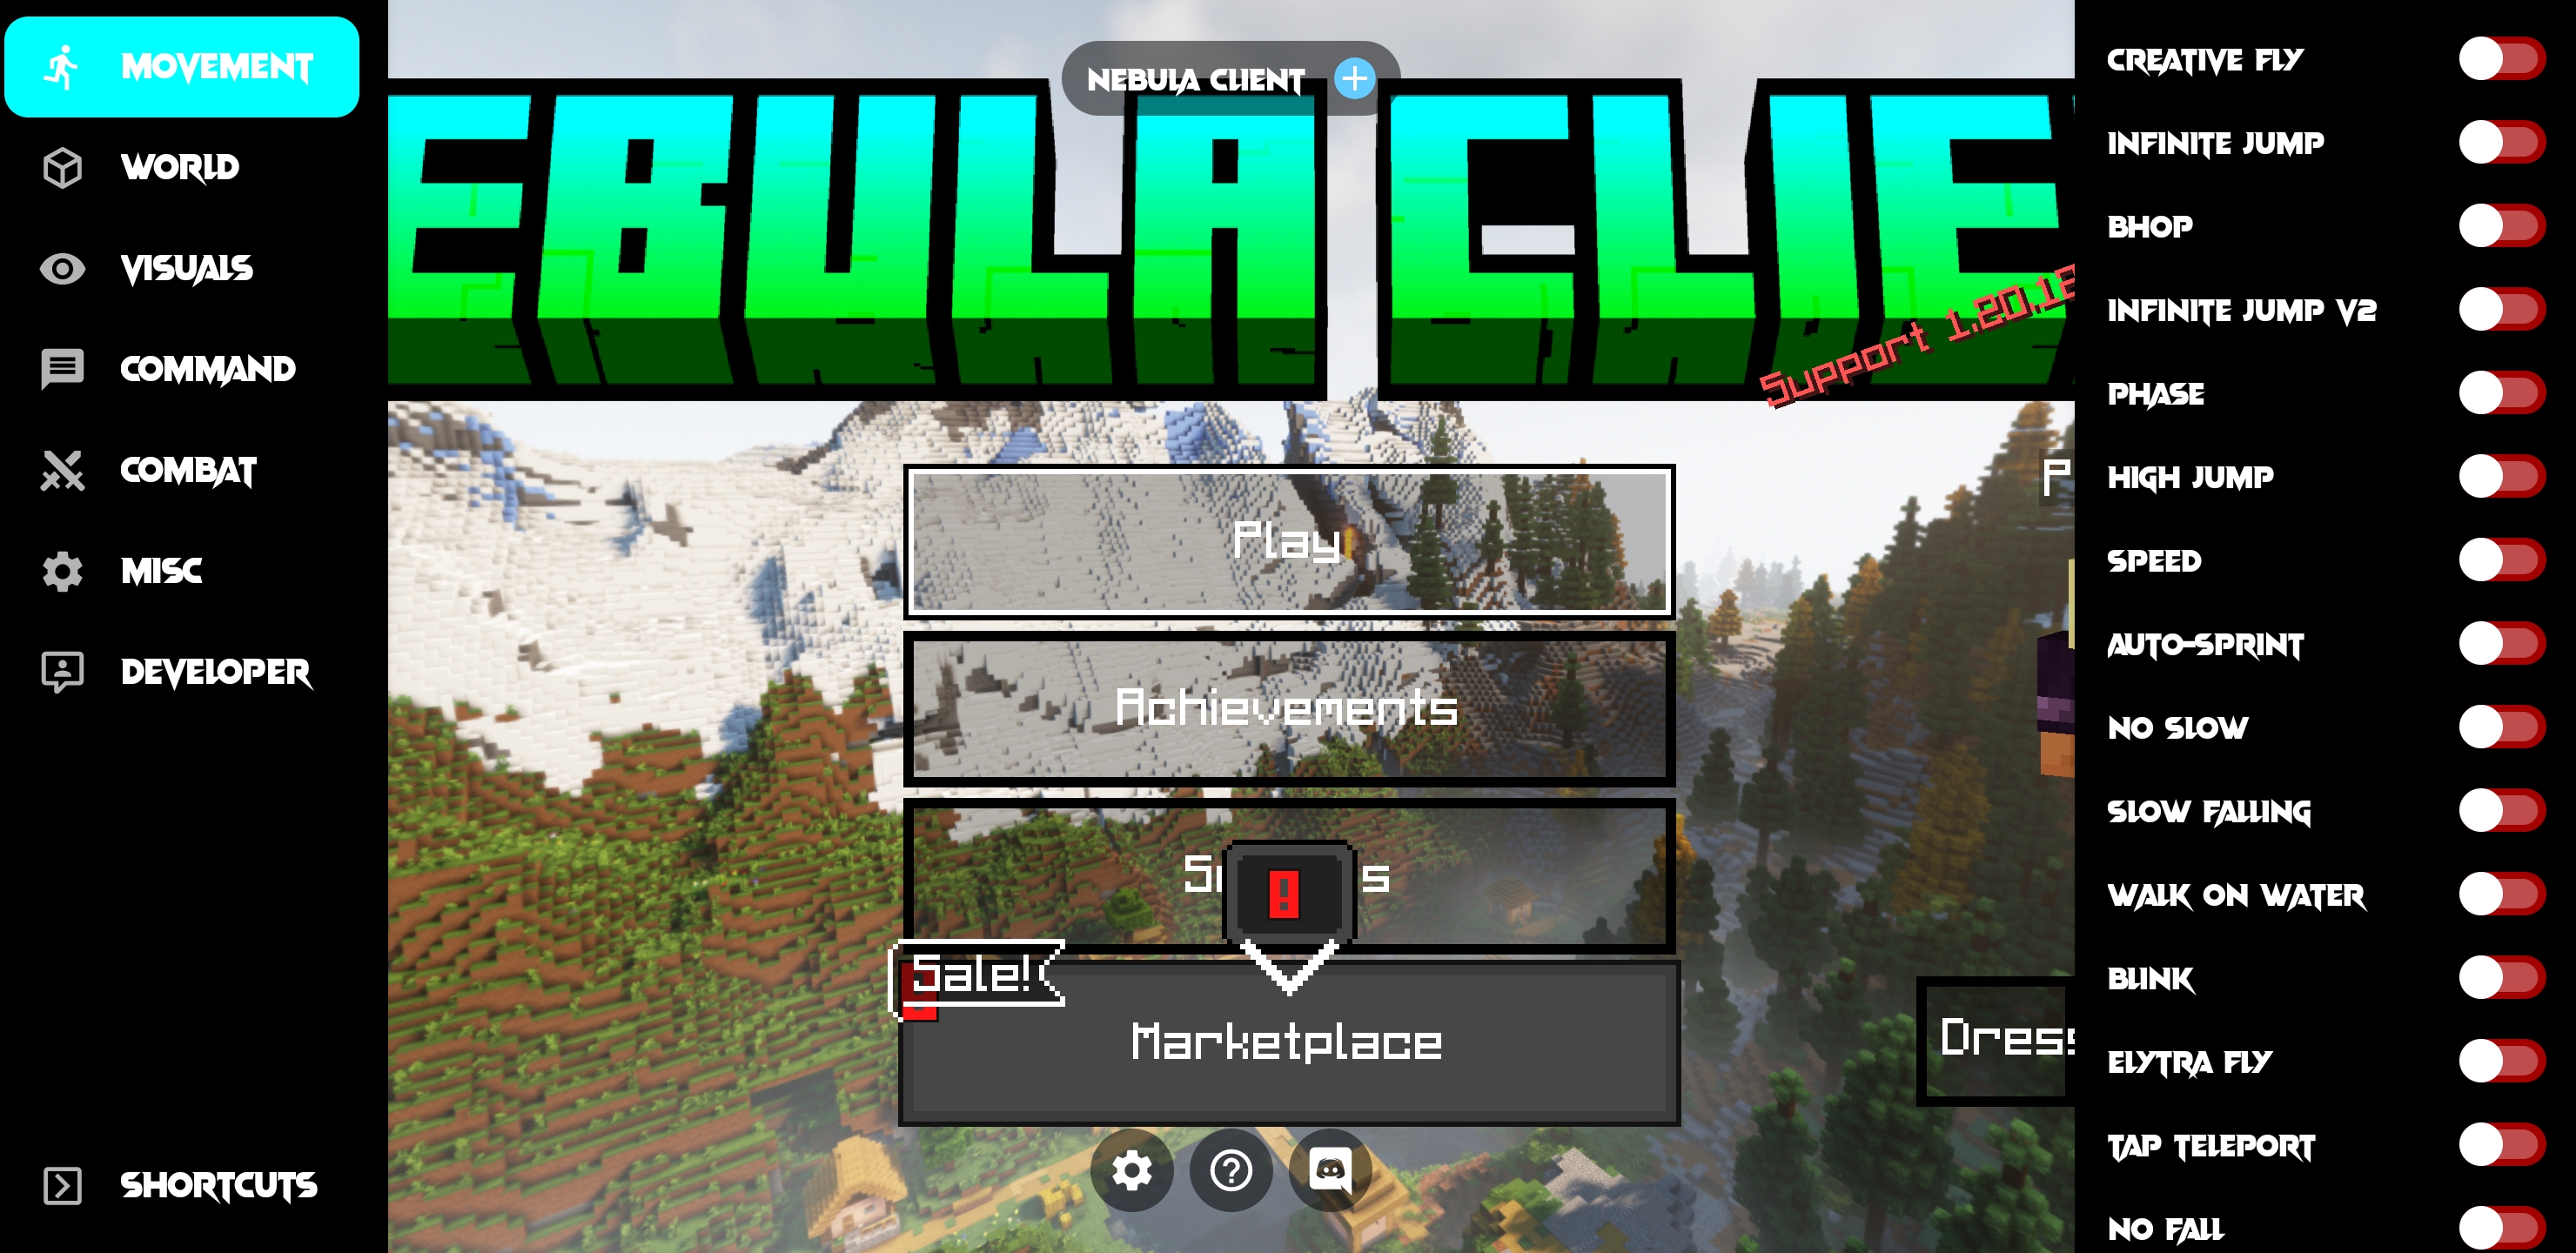 MOVEMENT
WORLD
VISUALS
COMMAND
COMBAT
MISC
DEVELOPER
SHORTCUTS
NEBULA CLIENT
EBULA CLIE
Support 1.20.12
Play
Achievements
S s
Sale!
Marketplace
P
Dress
CREATIVE FLY
INFINITE JUMP
BHOP
INFINITE JUMP V2
PHASE
HIGH JUMP
SPEED
AUTO-SPRINT
NO SLOW
SLOW FALLING
WALK ON WATER
BLINK
ELYTRA FLY
TAP TELEPORT
NO FALL